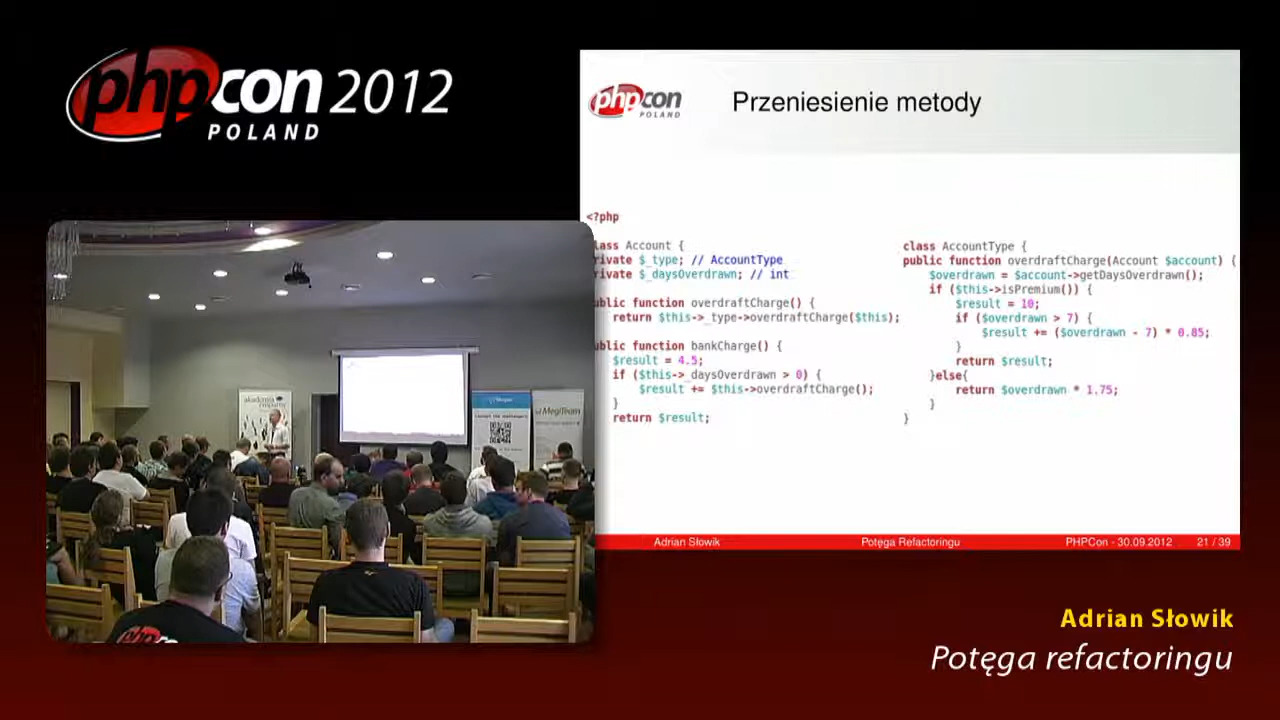 phpcon 2012
POLAND
phpcon
POLAND
Przeniesienie metody
<?php
lass Account {
rivate $_type; // AccountType
rivate $_daysOverdrawn; // int
ublic function overdraftCharge() {
return $this->_type->overdraftCharge($this);
ublic function bankCharge() {
$result = 4.5;
if ($this->_daysOverdrawn > 0) {
$result += $this->overdraftCharge();
}
return $result;
class AccountType {
public function overdraftCharge(Account $account) {
$overdrawn = $account->getDaysOverdrawn();
if ($this->isPremium()) {
$result = 10;
if ($overdrawn > 7) {
$result += ($overdrawn - 7) * 0.85;
}
return $result;
}else{
return $overdrawn * 1.75;
}
}
Adrian Słowik Potęga Refactoringu PHPCon - 30.09.2012 21 / 39
akademia
MegiTeam
php
Adrian Słowik
Potęga refactoringu